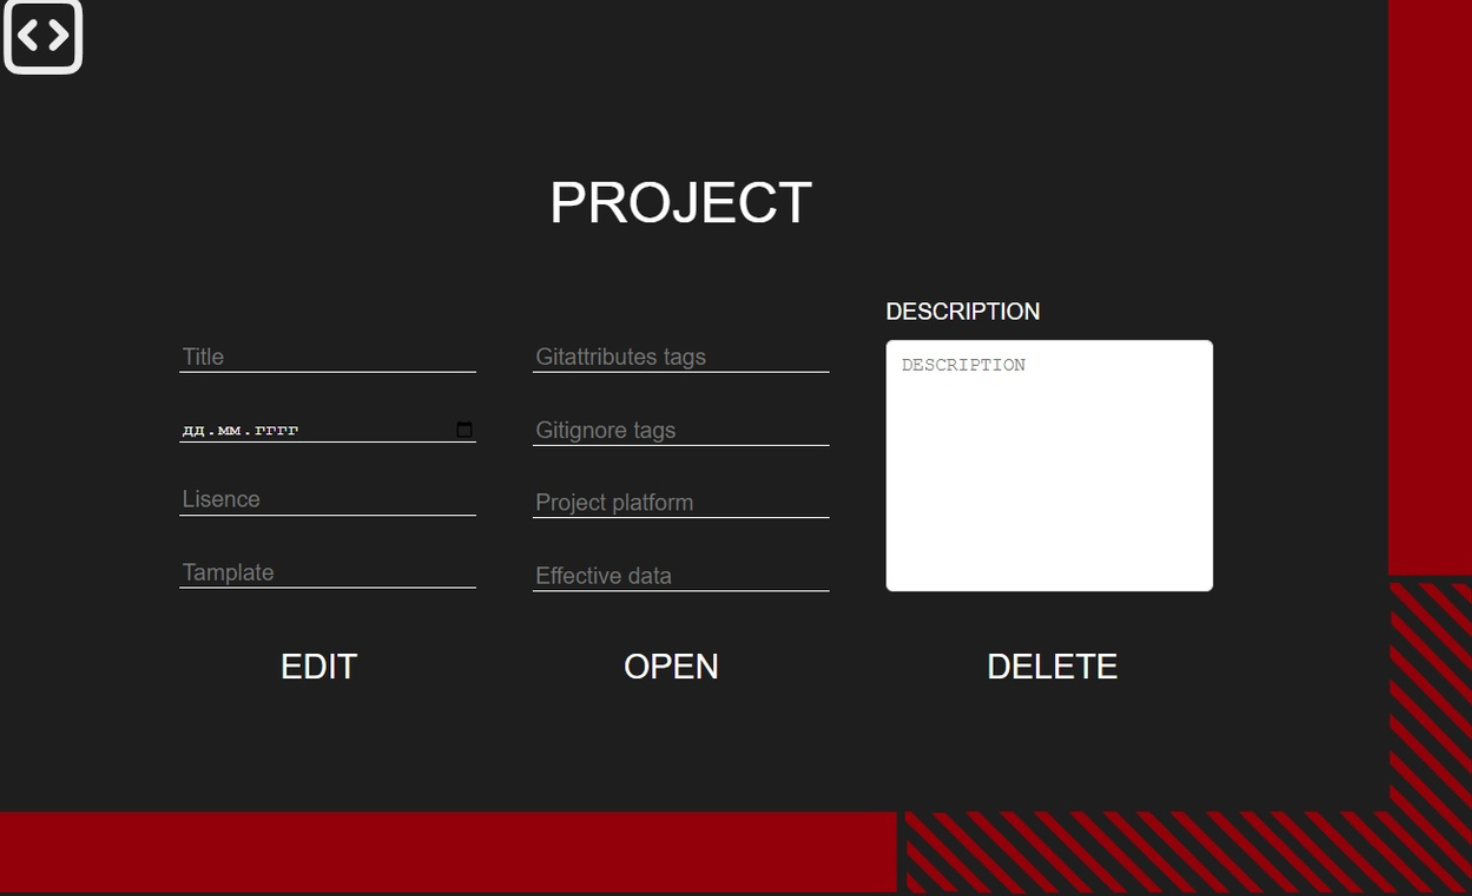 PROJECT
Title
дд.мм.гггг
Lisence
Tamplate
Gitattributes tags
Gitignore tags
Project platform
Effective data
DESCRIPTION
DESCRIPTION
EDIT
OPEN
DELETE